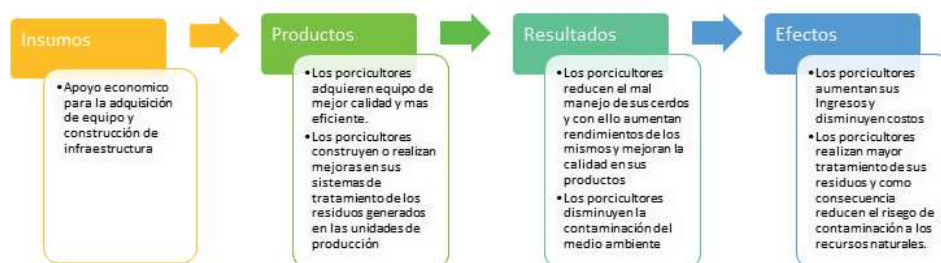 Insumos
• Apoyo economico
para la adquisición
de equipo y
construcción de
infraestructura
Productos
• Los porcicultores
adquieren equipo de
mejor calidad y mas
eficiente.
• Los porcicultores
construyen o realizan
mejoras en sus
sistemas de
tratamiento de los
residuos generados
en las unidades de
producción
Resultados
• Los porcicultores
reducen el mal
manejo de sus cerdos
y con ello aumentan
rendimientos de los
mismos y mejoran la
calidad en sus
productos
• Los porcicultores
disminuyen la
contaminación del
medio ambiente
Efectos
• Los porcicultores
aumentan sus
Ingresos y
disminuyen costos
• Los porcicultores
realizan mayor
tratamiento de sus
residuos y como
consecuencia
reducen el risego de
contaminación a los
recursos naturales.